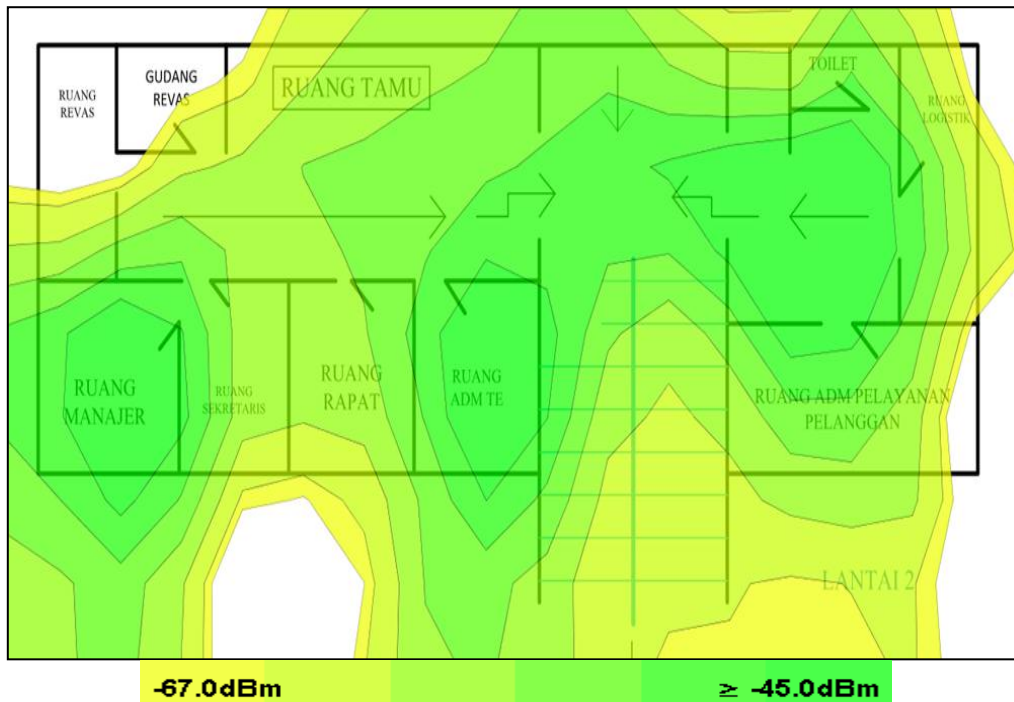 RUANG
REVAS
GUDANG
REVAS
RUANG TAMU
TOILET
RUANG
LOGISTIK
RUANG
MANAJER
RUANG
SEKRETARIS
RUANG
RAPAT
RUANG
ADM TE
RUANG ADM PELAYANAN
PELANGGAN
LANTAI 2
-67.0dBm
≥ -45.0dBm